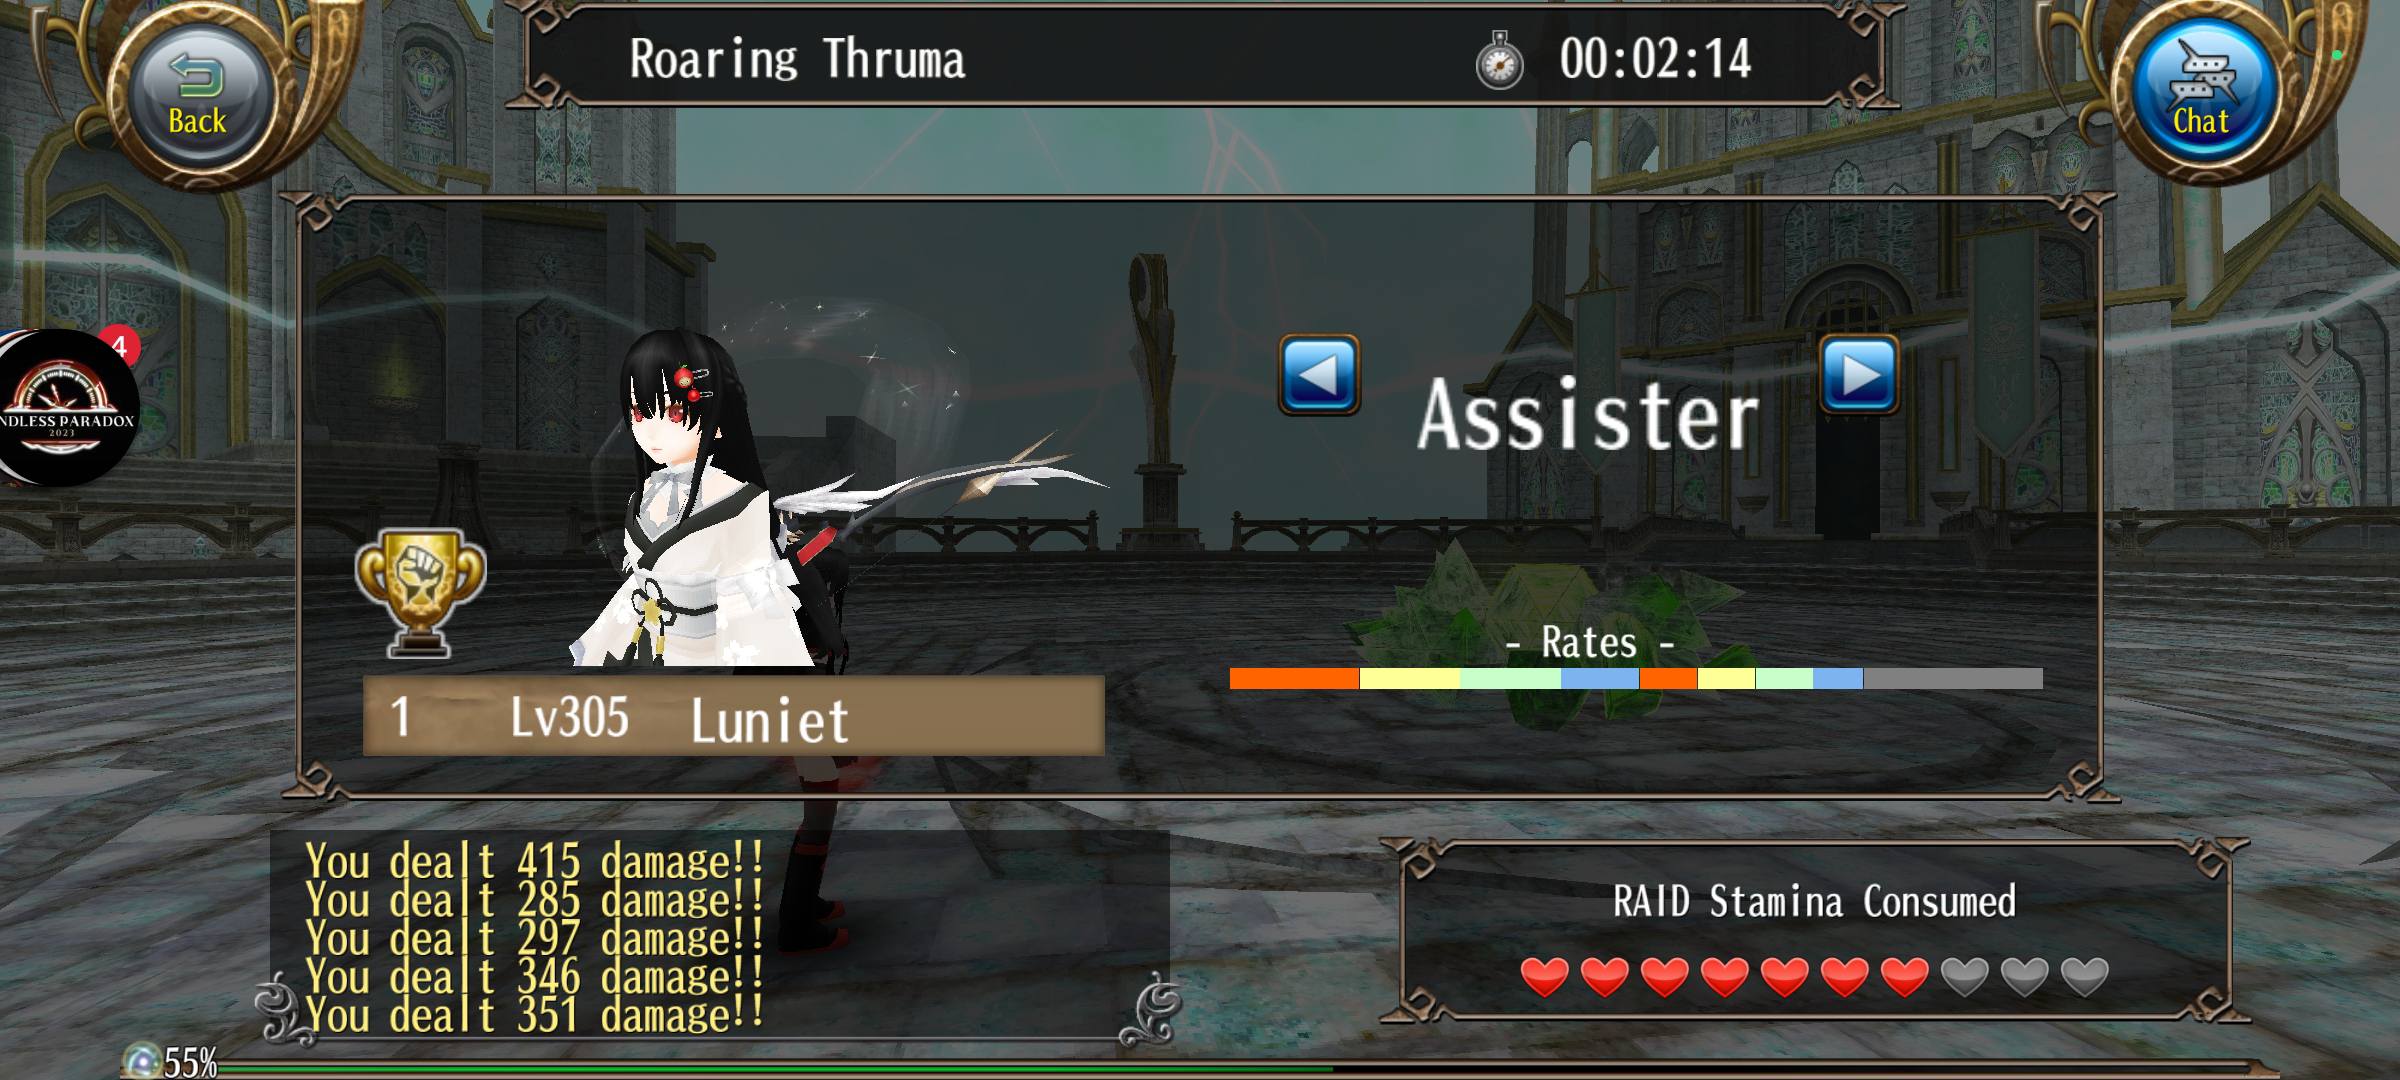 Back
Roaring Thruma 00:02:14
Chat
4
NDLESS PARADOX
2023
Assister
- Rates -
1 Lv305 Luniet
You dealt 415 damage!!
You dealt 285 damage!!
You dealt 297 damage!!
You dealt 346 damage!!
You dealt 351 damage!!
RAID Stamina Consumed
55%